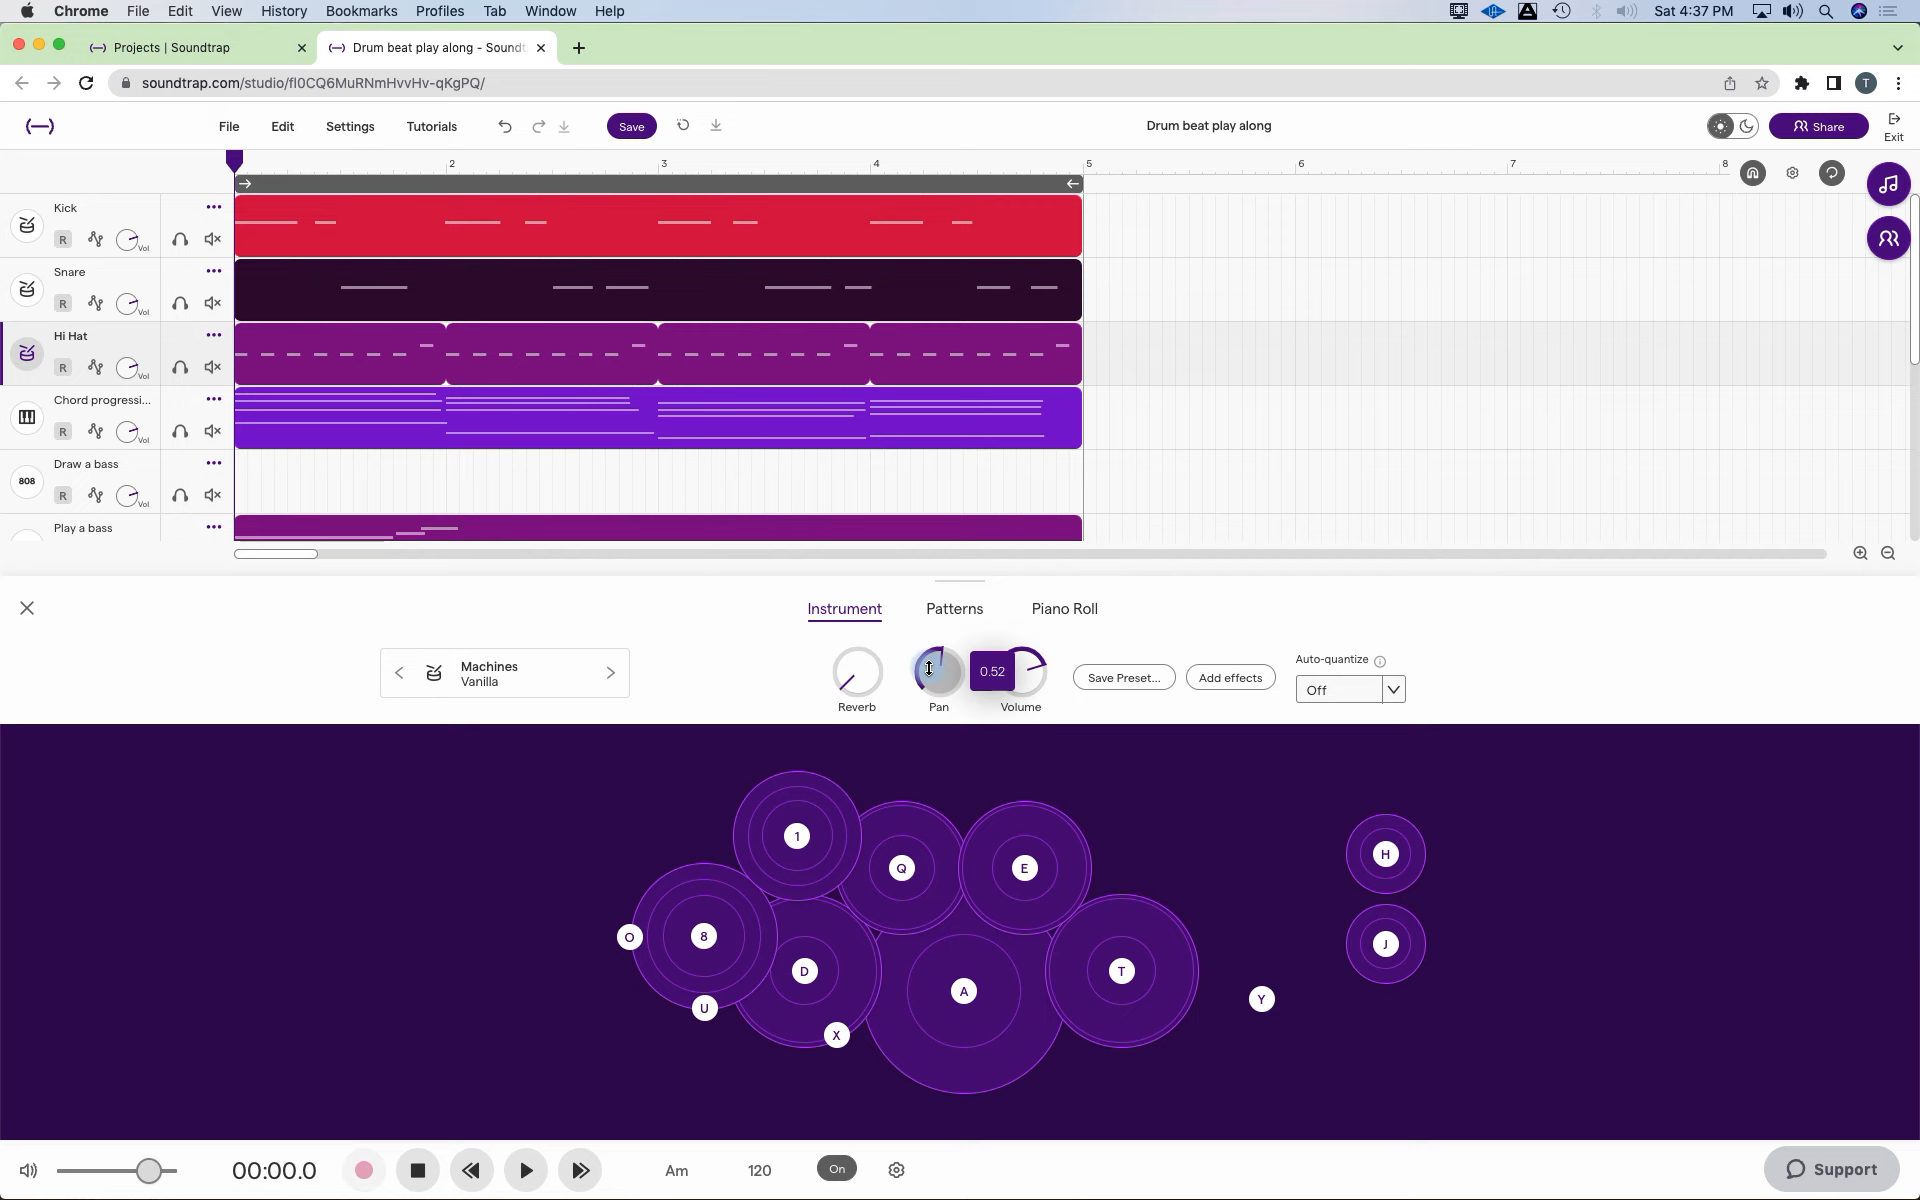 Chrome File Edit View History Bookmarks Profiles Tab Window Help Sat 4:37 PM
Projects | Soundtrap Drum beat play along - Soundt
soundtrap.com/studio/fI0CQ6MuRNmHvvHv-qKgPQ/ T
File Edit Settings Tutorials Save Drum beat play along Share Exit
2 3 4 5 6 7 8
Kick
R Vol
Snare
R Vol
Hi Hat
R Vol
Chord progressi...
R Vol
Draw a bass
808 R Vol
Play a bass
Instrument Patterns Piano Roll
Machines
Vanilla
0.52
Reverb Pan Volume
Save Preset... Add effects
Auto-quantize
Off
1
Q E H
O 8 J
D A T
U Y
X
00:00.0 Am 120 On Support